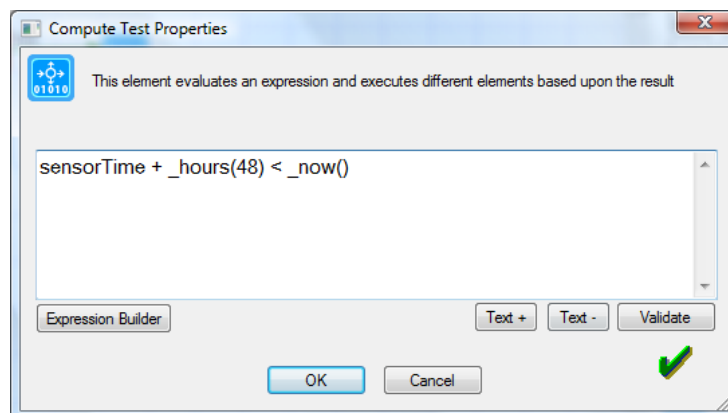 Compute Test Properties
X
01010
This element evaluates an expression and executes different elements based upon the result
sensorTime + _hours(48) < _now()
Expression Builder
Text +
Text -
Validate
OK
Cancel